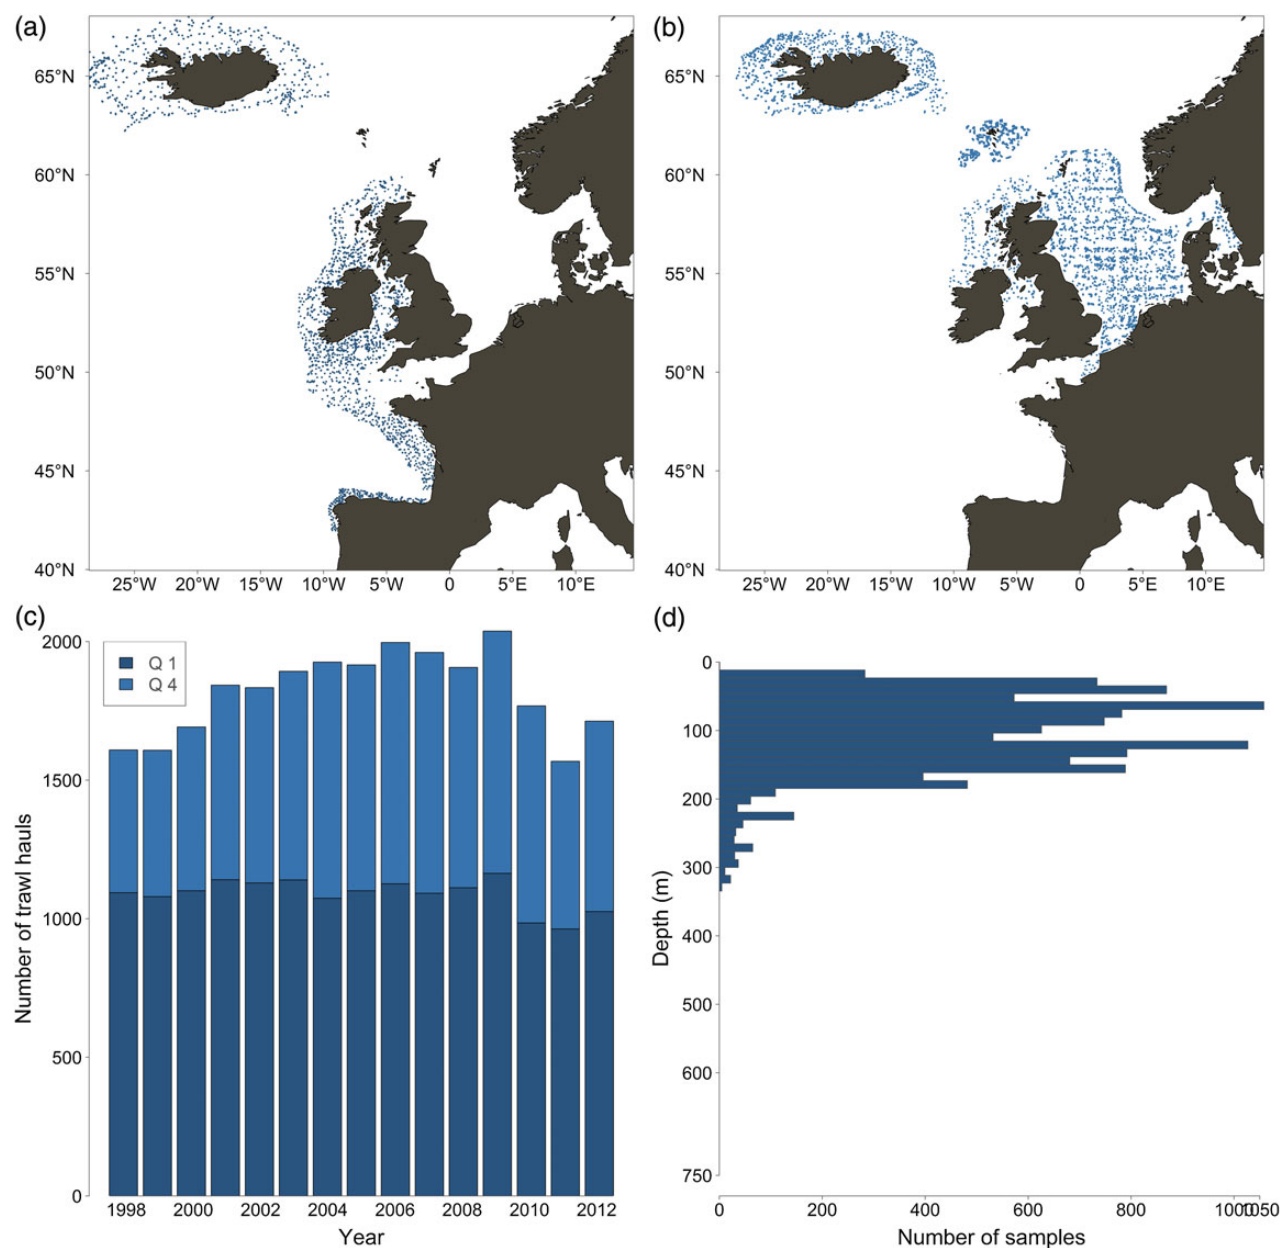 (a)
65°N
60°N
55°N
50°N
45°N
40°N
25°W 20°W 15°W 10°W 5°W 0 5°E 10°E
(b)
65°N
60°N
55°N
50°N
45°N
40°N
25°W 20°W 15°W 10°W 5°W 0 5°E 10°E
(c)
2000
1500
1000
500
0
Number of trawl hauls
Q 1
Q 4
1998 2000 2002 2004 2006 2008 2010 2012
Year
(d)
0
100
200
300
400
500
600
750
Depth (m)
0 200 400 600 800 1000 1050
Number of samples